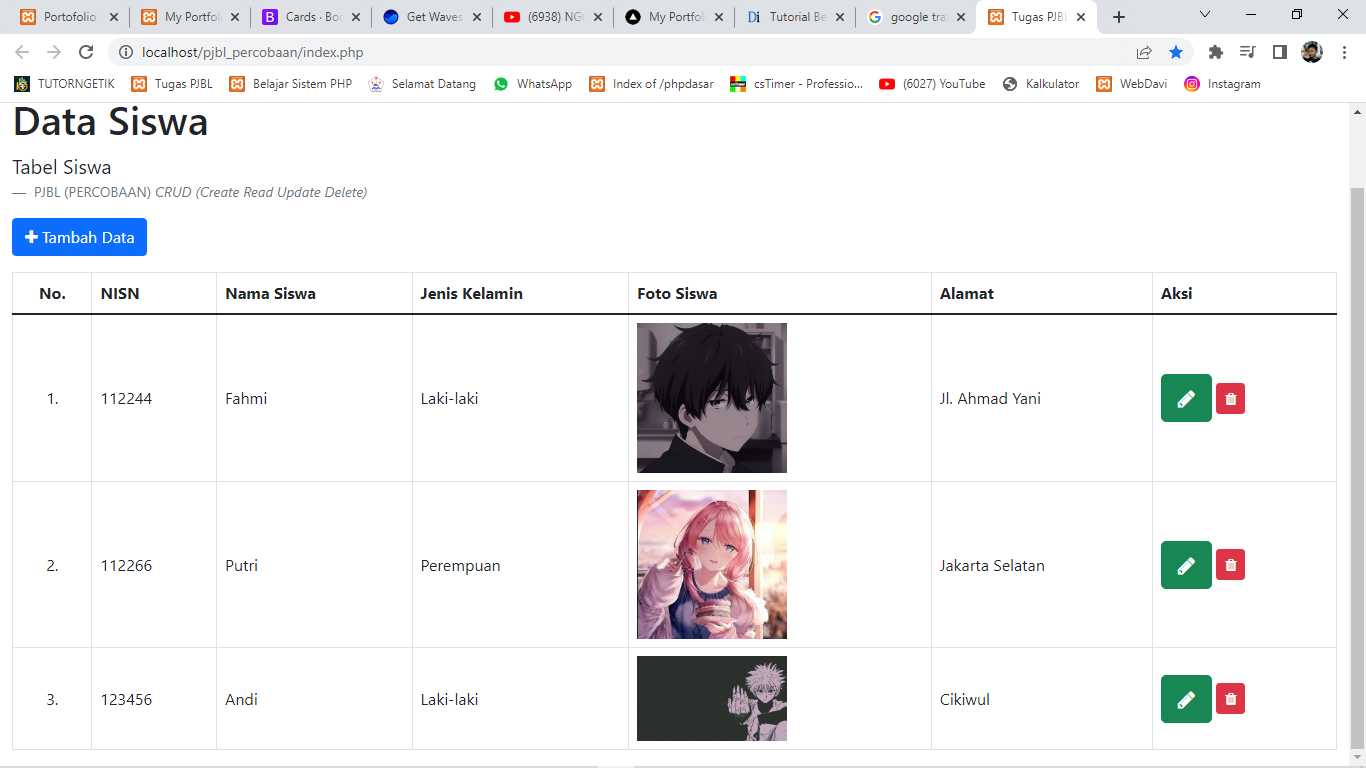 Portofolio
My Portfol
B Cards · Boo
Get Waves
(6938) NG
My Portfol
Di Tutorial Be
google tra
Tugas PJBL
localhost/pjbl_percobaan/index.php
TUTORNGETIK
Tugas PJBL
Belajar Sistem PHP
Selamat Datang
WhatsApp
Index of /phpdasar
csTimer - Professio...
(6027) YouTube
Kalkulator
WebDavi
Instagram
Data Siswa
Tabel Siswa
— PJBL (PERCOBAAN) CRUD (Create Read Update Delete)
Tambah Data
No. NISN Nama Siswa Jenis Kelamin Foto Siswa Alamat Aksi
1. 112244 Fahmi Laki-laki Jl. Ahmad Yani
2. 112266 Putri Perempuan Jakarta Selatan
3. 123456 Andi Laki-laki Cikiwul